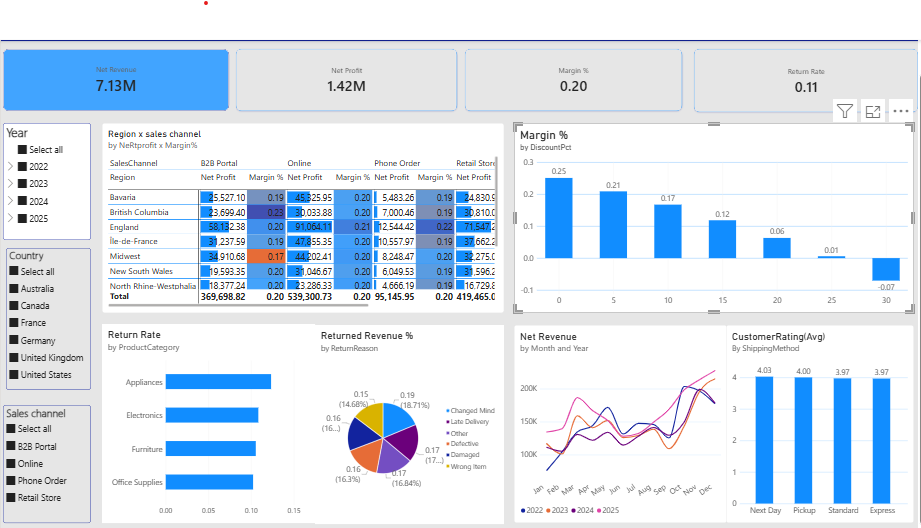 Net Revenue
7.13M
Net Profit
1.42M
Margin %
0.20
Return Rate
0.11
Year
Select all
2022
2023
2024
2025
Country
Select all
Australia
Canada
France
Germany
United Kingdom
United States
Sales channel
Select all
B2B Portal
Online
Phone Order
Retail Store
Region x sales channel
by NeRtprofit x Margin%
SalesChannel B2B Portal Online Phone Order Retail Store
Region Net Profit Margin % Net Profit Margin % Net Profit Margin % Net Profit
Bavaria 25,527.10 0.19 45,325.95 0.20 5,483.26 0.19 24,830.9
British Columbia 23,699.40 0.23 30,033.88 0.20 7,000.46 0.19 30,810.0
England 58,132.38 0.20 91,064.11 0.21 12,544.42 0.22 71,547.2
Île-de-France 31,237.59 0.19 47,855.35 0.20 10,557.97 0.19 37,662.2
Midwest 34,910.68 0.17 44,202.41 0.20 8,248.47 0.20 32,275.0
New South Wales 19,593.35 0.20 31,046.67 0.20 6,049.53 0.19 31,596.2
North Rhine-Westphalia 18,377.24 0.20 23,286.33 0.20 4,666.19 0.19 16,729.8
Total 369,698.82 0.20 539,300.73 0.20 95,145.95 0.20 419,465.0
Margin %
by DiscountPct
0.3
0.2
0.1
0.0
-0.1
0.25
0.21
0.17
0.12
0.06
0.01
-0.07
0 5 10 15 20 25 30
Return Rate
by ProductCategory
Appliances
Electronics
Furniture
Office Supplies
0.00 0.05 0.10 0.15
Returned Revenue %
by ReturnReason
0.19
(18.71%)
0.17
(17...)
0.17
(16.84%)
0.16
(16.3%)
0.16
(16...)
0.15
(14.68%)
Changed Mind
Late Delivery
Other
Defective
Damaged
Wrong Item
Net Revenue
by Month and Year
200K
150K
100K
Jan Feb Mar Apr May Jun Jul Aug Sep Oct Nov Dec
2022 2023 2024 2025
CustomerRating(Avg)
By ShippingMethod
4
3
2
1
0
4.03 4.00 3.97 3.97
Next Day Pickup Standard Express